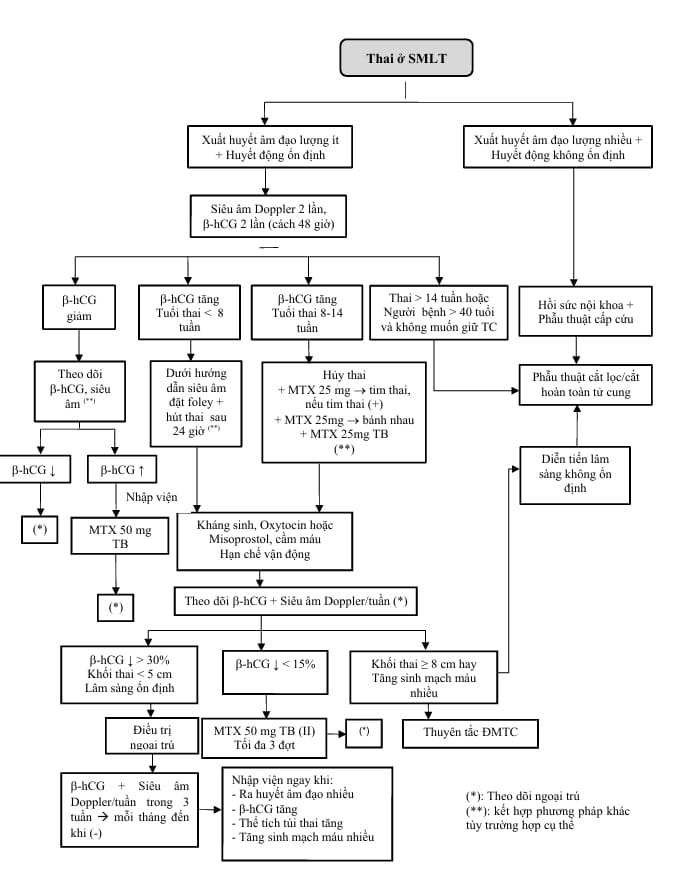 Thai ở SMLT
Xuất huyết âm đạo lượng ít
+ Huyết động ổn định
Xuất huyết âm đạo lượng nhiều +
Huyết động không ổn định
Siêu âm Doppler 2 lần,
β-hCG 2 lần (cách 48 giờ)
β-hCG
giảm
β-hCG tăng
Tuổi thai < 8
tuần
β-hCG tăng
Tuổi thai 8-14
tuần
Thai > 14 tuần hoặc
Người bệnh > 40 tuổi
và không muốn giữ TC
Hồi sức nội khoa +
Phẫu thuật cấp cứu
Theo dõi
β-hCG, siêu
âm (**)
Dưới hướng
dẫn siêu âm
đặt foley +
hút thai sau
24 giờ (**)
Hủy thai
+ MTX 25 mg → tim thai,
nếu tim thai (+)
+ MTX 25mg → bánh nhau
+ MTX 25mg TB
(**)
Phẫu thuật cắt lọc/cắt
hoàn toàn tử cung
β-hCG ↓
β-hCG ↑
Diễn tiến lâm
sàng không ổn
định
Nhập viện
(*)
MTX 50 mg
TB
Kháng sinh, Oxytocin hoặc
Misoprostol, cầm máu
Hạn chế vận động
(*)
Theo dõi β-hCG + Siêu âm Doppler/tuần (*)
β-hCG ↓ > 30%
Khối thai < 5 cm
Lâm sàng ổn định
β-hCG ↓ < 15%
Khối thai ≥ 8 cm hay
Tăng sinh mạch máu
nhiều
Điều trị
ngoại trú
MTX 50 mg TB (II)
Tối đa 3 đợt
(*)
Thuyên tắc ĐMTC
β-hCG + Siêu âm
Doppler/tuần trong 3
tuần → mỗi tháng đến
khi (-)
Nhập viện ngay khi:
- Ra huyết âm đạo nhiều
- β-hCG tăng
- Thể tích túi thai tăng
- Tăng sinh mạch máu nhiều
(*): Theo dõi ngoại trú
(**): kết hợp phương pháp khác
tùy trường hợp cụ thể